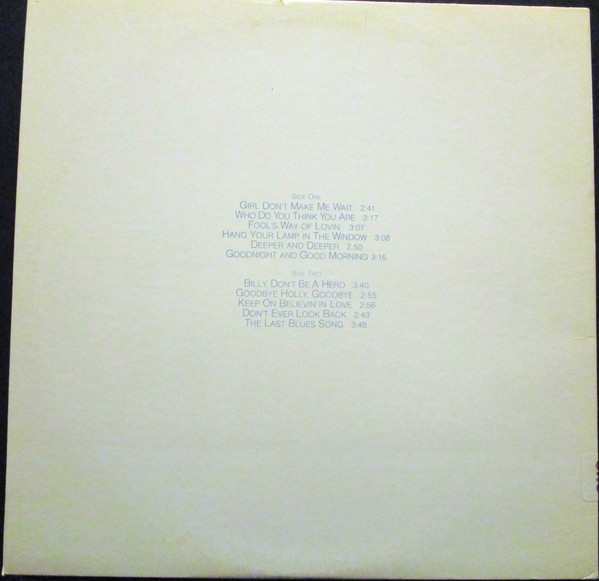 Side One
Girl Don't Make Me Wait 2:41
Who Do You Think You Are 3:17
Fool's Way of Lovin' 3:07
Hang Your Lamp in The Window 3:08
Deeper and Deeper 2:50
Goodnight and Good Morning 3:16
Side Two
Billy, Don't Be A Hero 3:40
Goodbye Holly, Goodbye 2:55
Keep On Believin' in Love 2:56
Don't Ever Look Back 2:43
The Last Blues Song 3:48